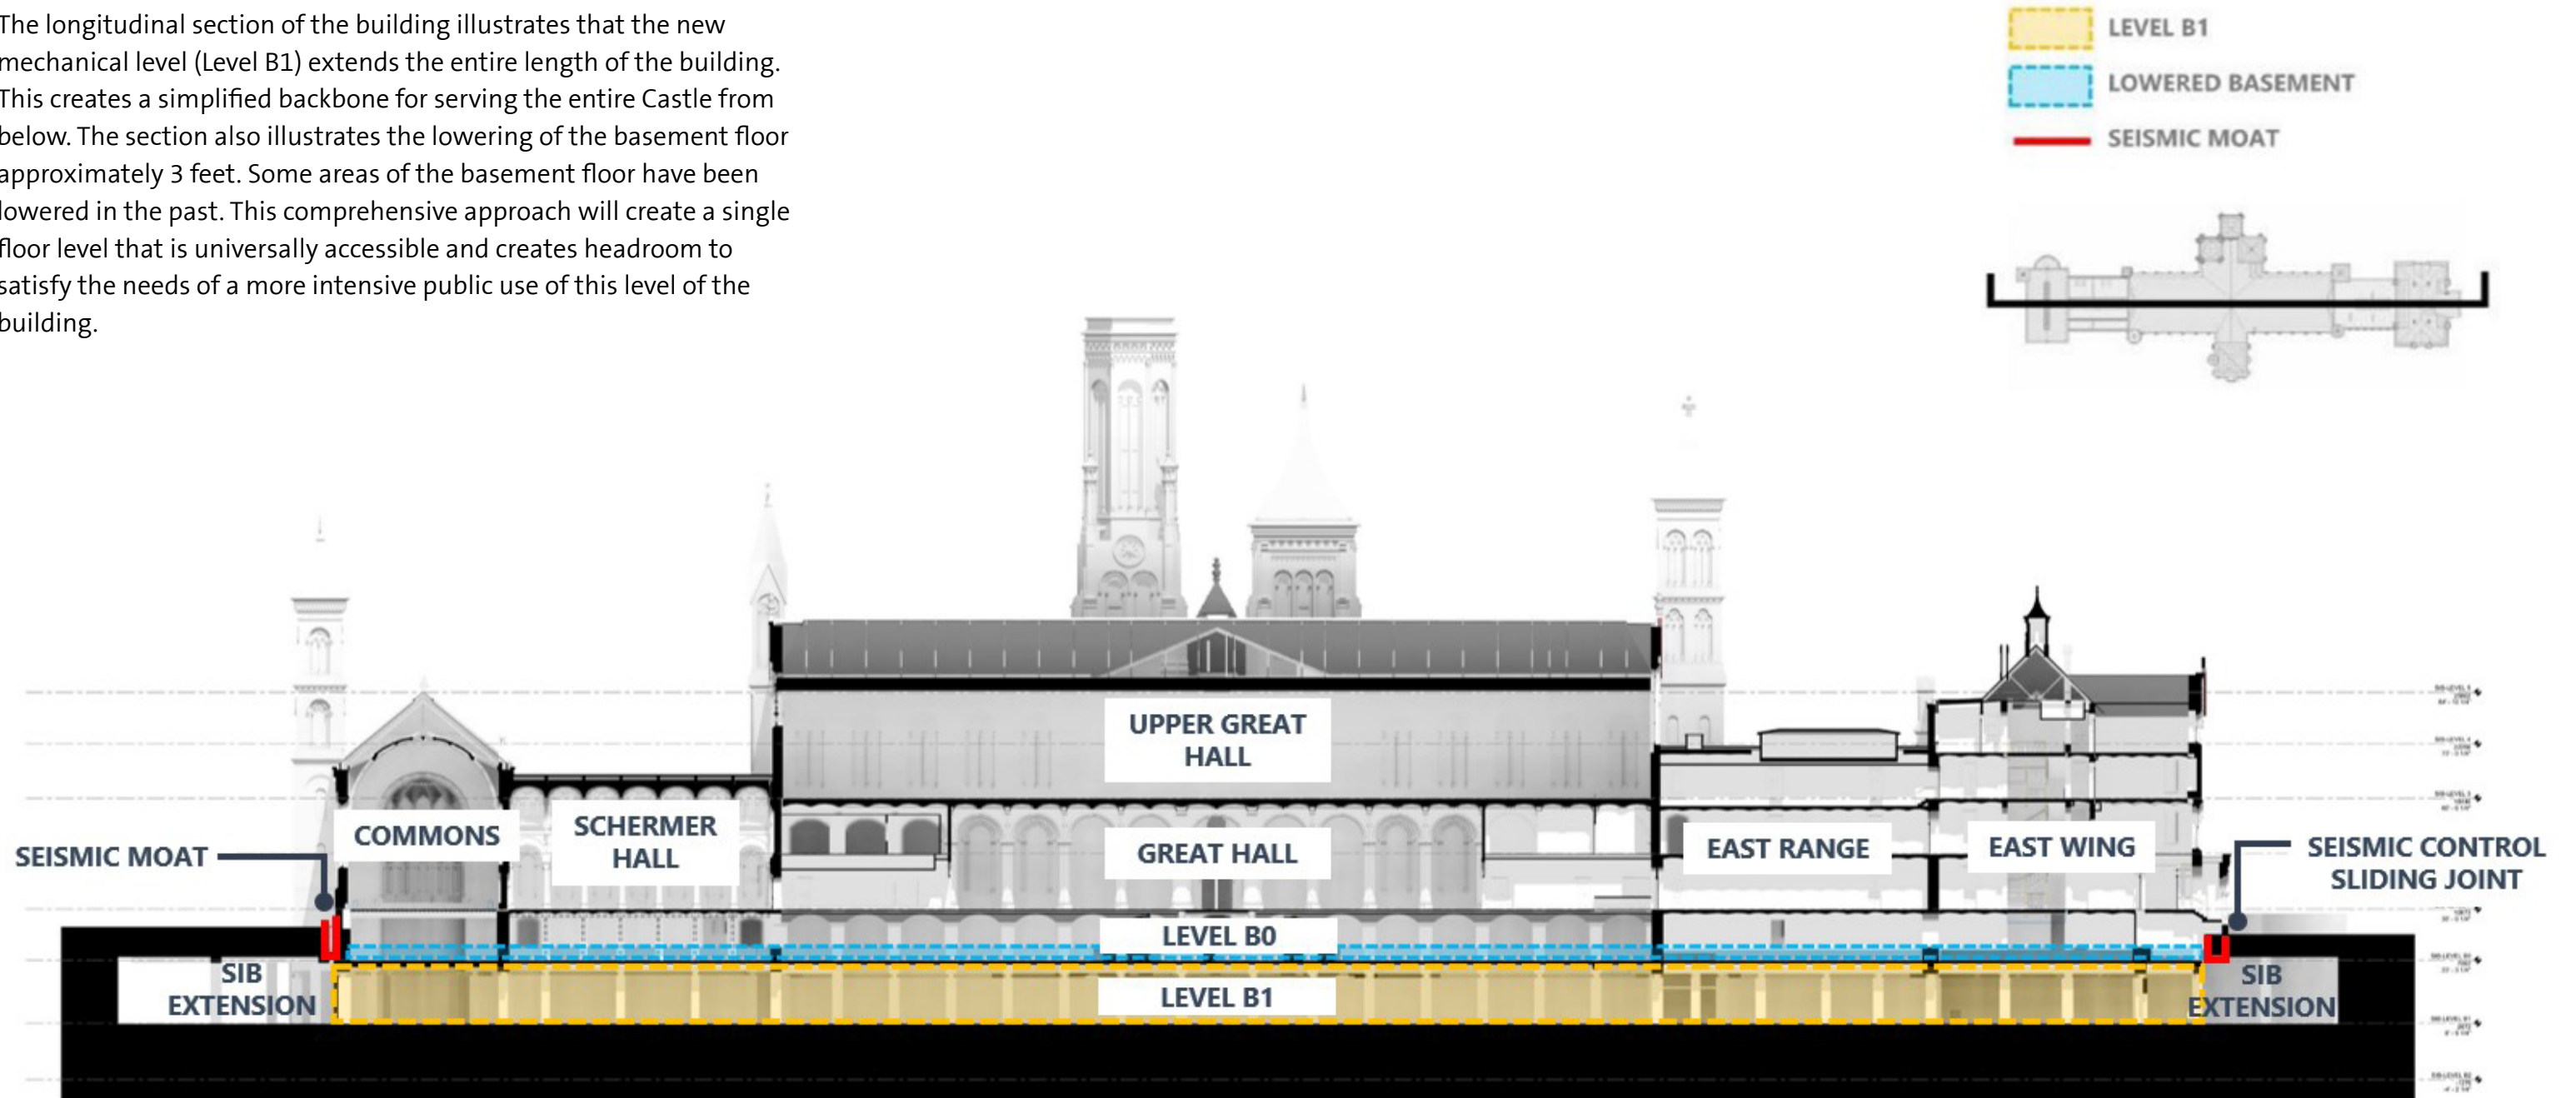 The longitudinal section of the building illustrates that the new
mechanical level (Level B1) extends the entire length of the building.
This creates a simplified backbone for serving the entire Castle from
below. The section also illustrates the lowering of the basement floor
approximately 3 feet. Some areas of the basement floor have been
lowered in the past. This comprehensive approach will create a single
floor level that is universally accessible and creates headroom to
satisfy the needs of a more intensive public use of this level of the
building.
LEVEL B1
LOWERED BASEMENT
SEISMIC MOAT
UPPER GREAT
HALL
COMMONS
SCHERMER
HALL
GREAT HALL
EAST RANGE
EAST WING
SEISMIC MOAT
SEISMIC CONTROL
SLIDING JOINT
LEVEL B0
SIB
EXTENSION
LEVEL B1
SIB
EXTENSION